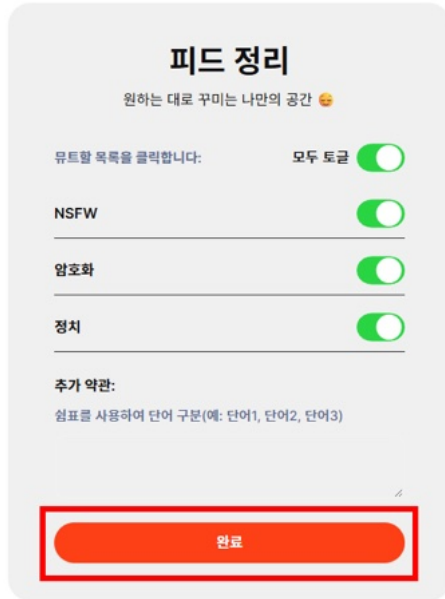 피드 정리
원하는 대로 꾸미는 나만의 공간 😌
뮤트할 목록을 클릭합니다: 모두 토글
NSFW
암호화
정치
추가 약관:
쉼표를 사용하여 단어 구분(예: 단어1, 단어2, 단어3)
완료